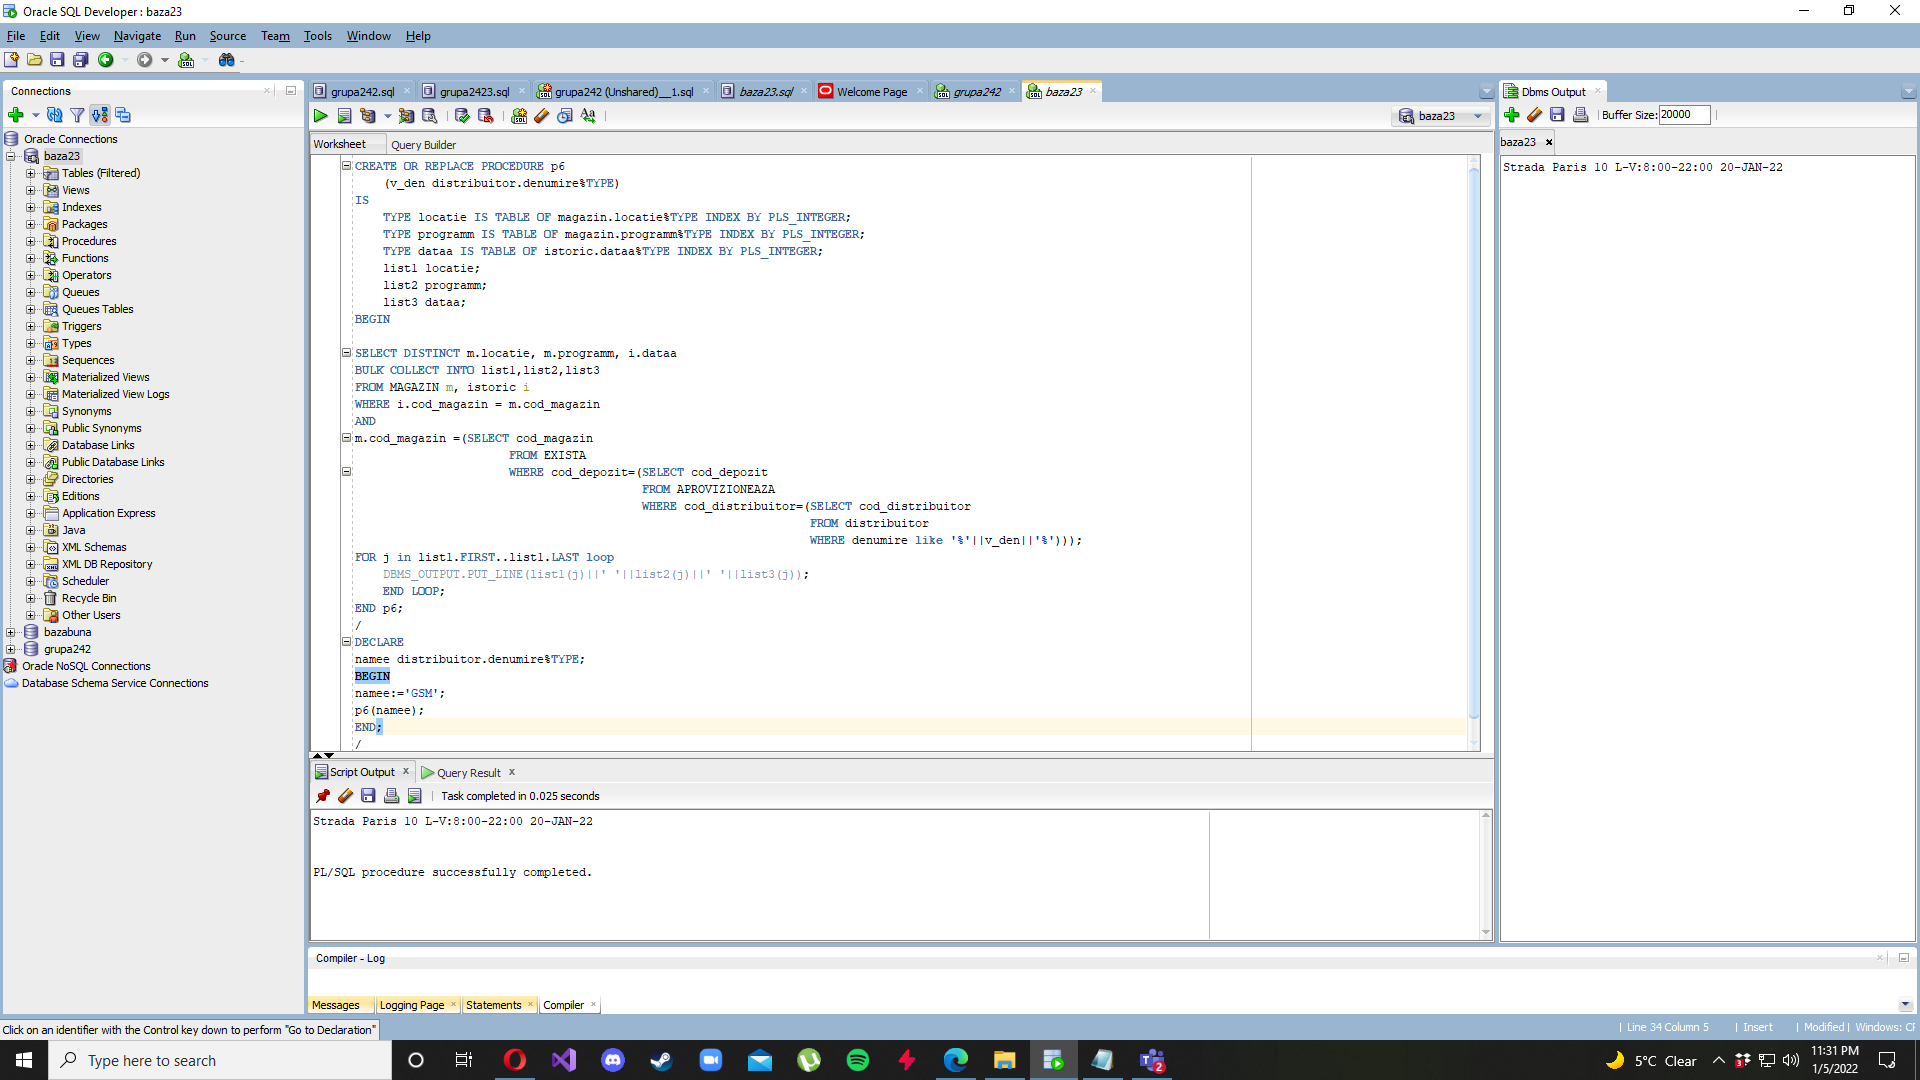 Oracle SQL Developer : baza23
File Edit View Navigate Run Source Team Tools Window Help
Connections
Oracle Connections
baza23
Tables (Filtered)
Views
Indexes
Packages
Procedures
Functions
Operators
Queues
Queues Tables
Triggers
Types
Sequences
Materialized Views
Materialized View Logs
Synonyms
Public Synonyms
Database Links
Public Database Links
Directories
Editions
Application Express
Java
XML Schemas
XML DB Repository
Scheduler
Recycle Bin
Other Users
bazabuna
grupa242
Oracle NoSQL Connections
Database Schema Service Connections
grupa242.sql grupa2423.sql grupa242 (Unshared)__1.sql baza23.sql Welcome Page grupa242 baza23
baza23
Worksheet Query Builder
CREATE OR REPLACE PROCEDURE p6
(v_den distribuitor.denumire%TYPE)
IS
TYPE locatie IS TABLE OF magazin.locatie%TYPE INDEX BY PLS_INTEGER;
TYPE programm IS TABLE OF magazin.programm%TYPE INDEX BY PLS_INTEGER;
TYPE dataa IS TABLE OF istoric.dataa%TYPE INDEX BY PLS_INTEGER;
list1 locatie;
list2 programm;
list3 dataa;
BEGIN
SELECT DISTINCT m.locatie, m.programm, i.dataa
BULK COLLECT INTO list1,list2,list3
FROM MAGAZIN m, istoric i
WHERE i.cod_magazin = m.cod_magazin
AND
m.cod_magazin =(SELECT cod_magazin
FROM EXISTA
WHERE cod_depozit=(SELECT cod_depozit
FROM APROVIZIONEAZA
WHERE cod_distribuitor=(SELECT cod_distribuitor
FROM distribuitor
WHERE denumire like '%'||v_den||'%')));
FOR j in list1.FIRST..list1.LAST loop
DBMS_OUTPUT.PUT_LINE(list1(j)||' '||list2(j)||' '||list3(j));
END LOOP;
END p6;
/
DECLARE
namee distribuitor.denumire%TYPE;
BEGIN
namee:='GSM';
p6(namee);
END;
/
Script Output Query Result
Task completed in 0.025 seconds
Strada Paris 10 L-V:8:00-22:00 20-JAN-22
PL/SQL procedure successfully completed.
Compiler - Log
Messages Logging Page Statements Compiler
Dbms Output
Buffer Size: 20000
baza23
Strada Paris 10 L-V:8:00-22:00 20-JAN-22
Click on an identifier with the Control key down to perform "Go to Declaration"
Line 34 Column 5 Insert Modified Windows: CF
Type here to search
5°C Clear
11:31 PM
1/5/2022